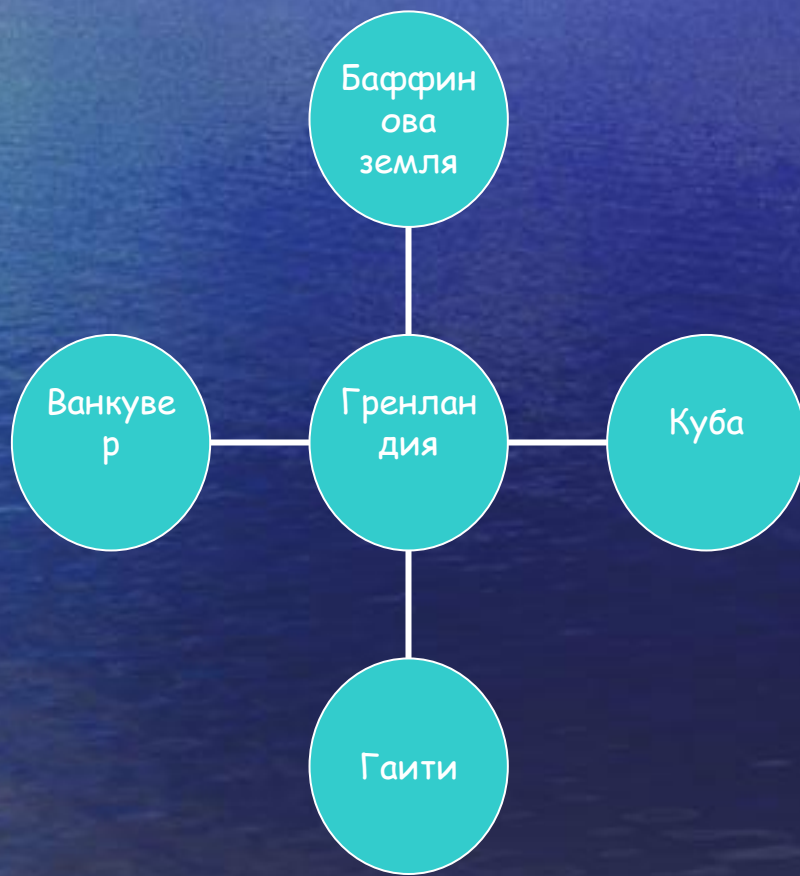 Баффин
ова
земля
Ванкуве
р
Гренлан
дия
Куба
Гаити